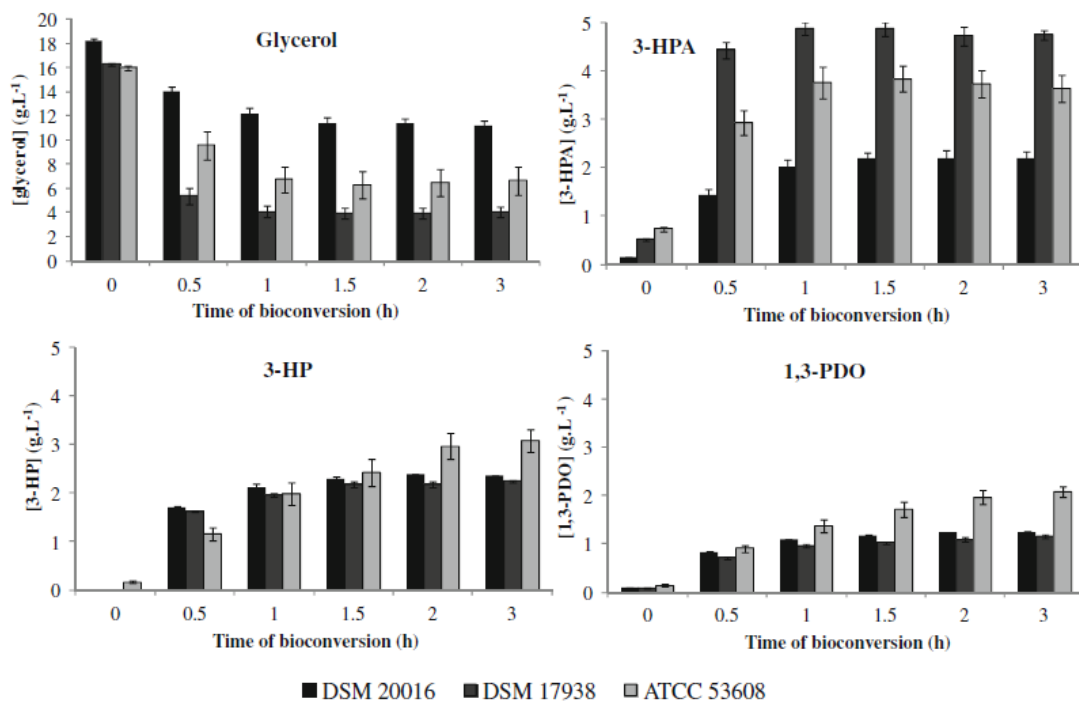 Glycerol
[glycerol] (g.L-1)
20
18
16
14
12
10
8
6
4
2
0
0 0.5 1 1.5 2 3
Time of bioconversion (h)
3-HPA
[3-HPA] (g.L-1)
5
4
3
2
1
0
0 0.5 1 1.5 2 3
Time of bioconversion (h)
3-HP
[3-HP] (g.L-1)
5
4
3
2
1
0
0 0.5 1 1.5 2 3
Time of bioconversion (h)
1,3-PDO
[1,3-PDO] (g.L-1)
5
4
3
2
1
0
0 0.5 1 1.5 2 3
Time of bioconversion (h)
DSM 20016 DSM 17938 ATCC 53608